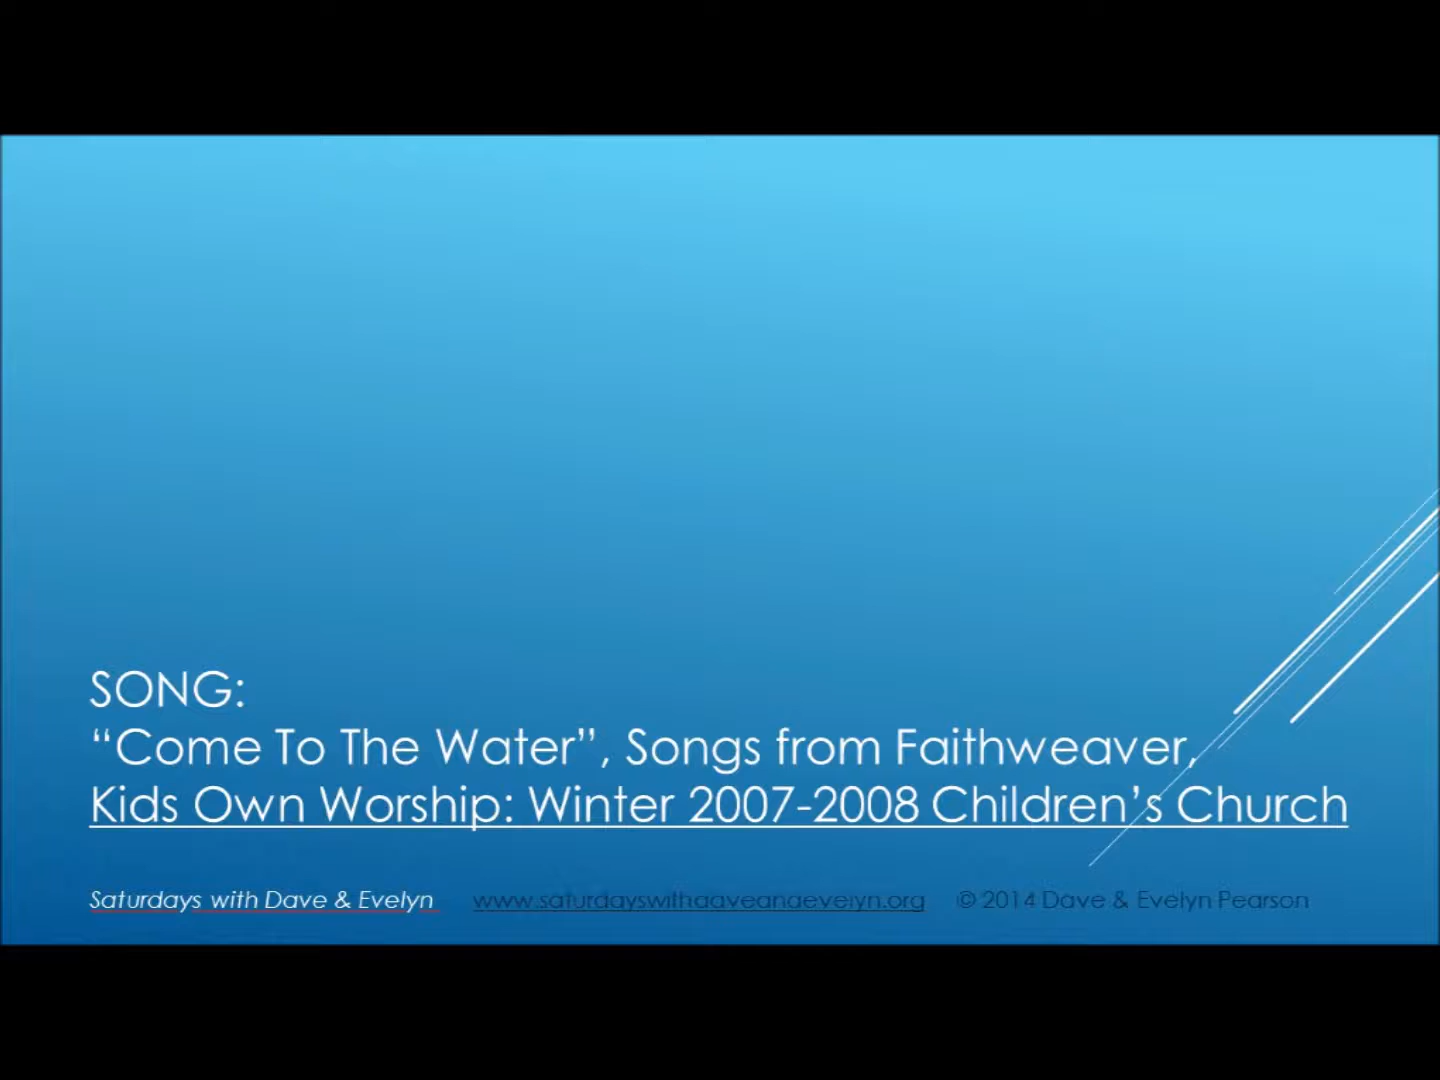 SONG:
“Come To The Water”, Songs from Faithweaver,
Kids Own Worship: Winter 2007-2008 Children’s Church
Saturdays with Dave & Evelyn www.saturdayswithdaveandevelyn.org © 2014 Dave & Evelyn Pearson